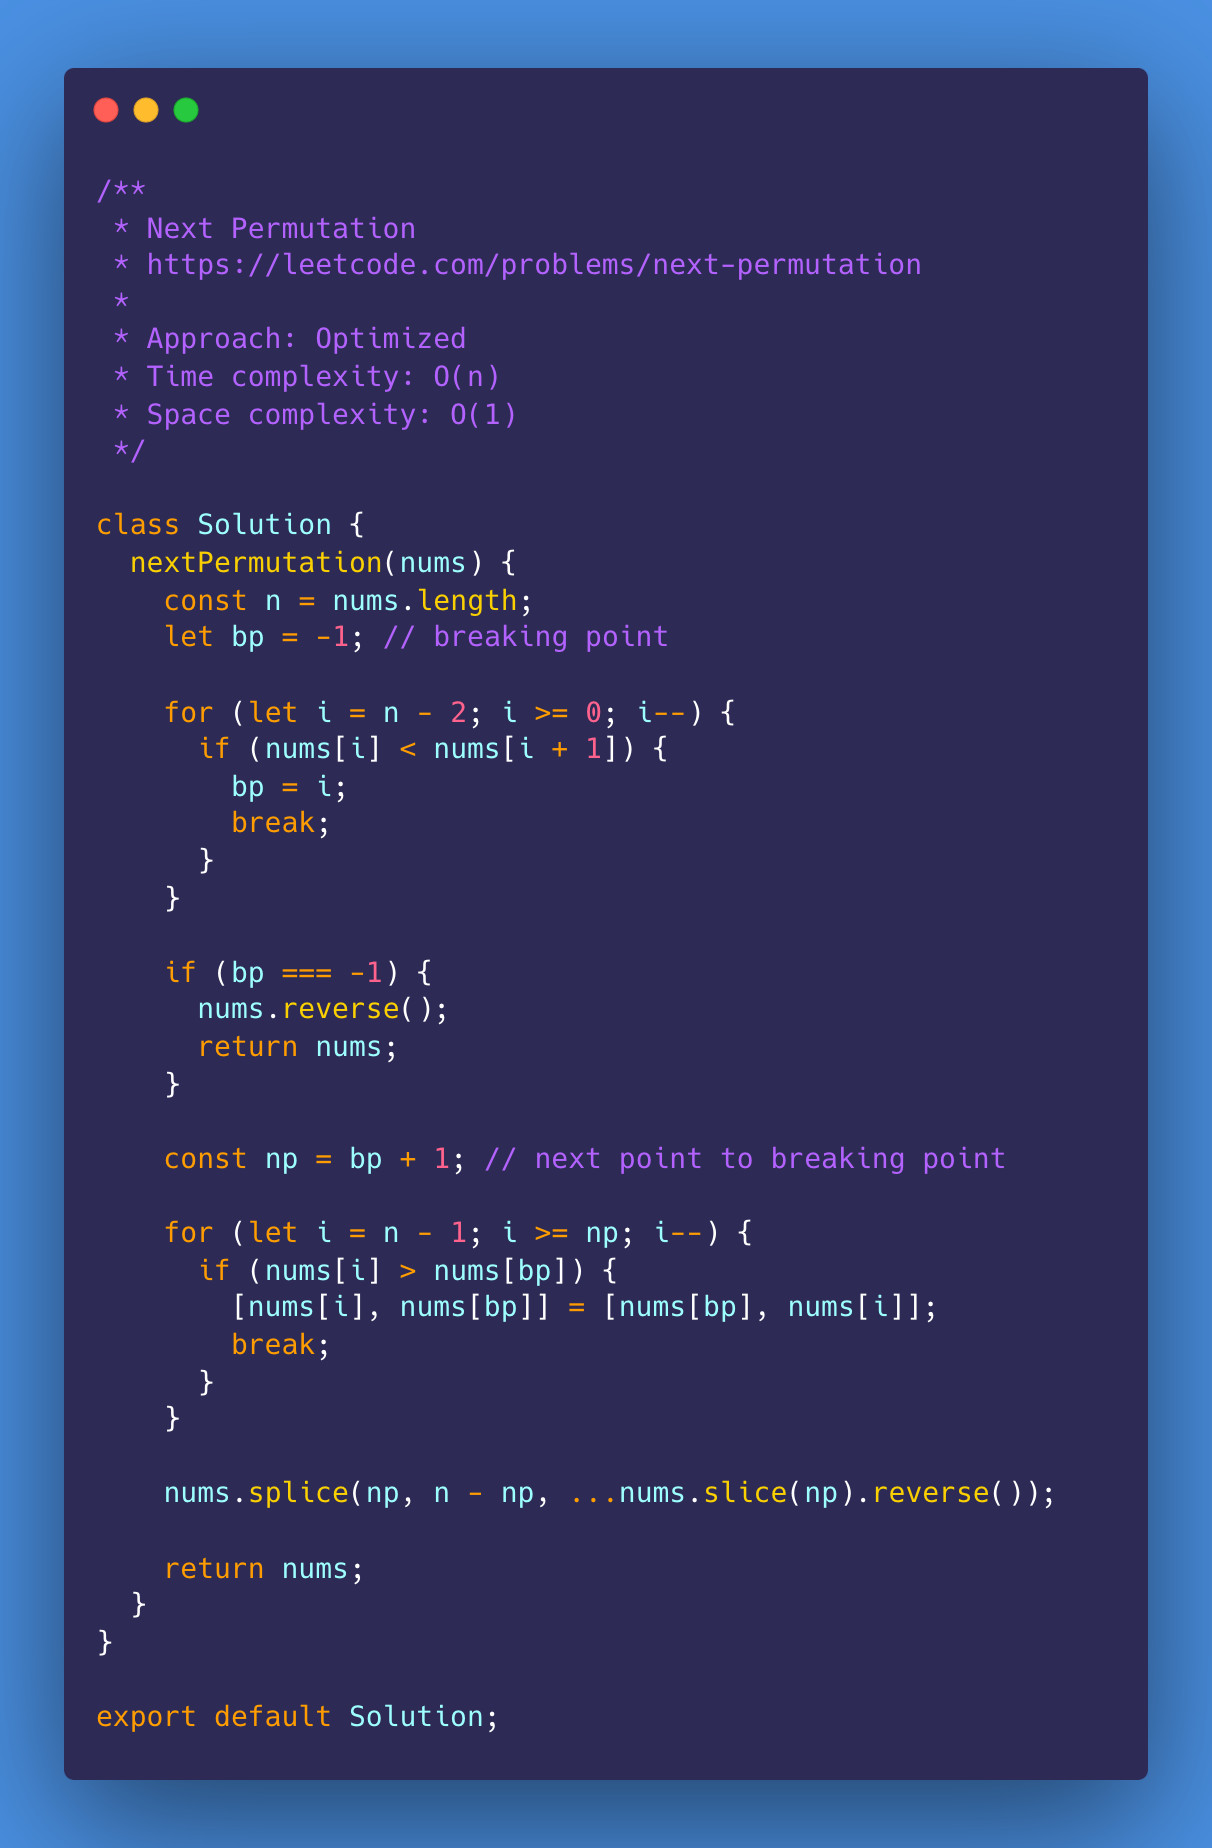 /**
 * Next Permutation
 * https://leetcode.com/problems/next-permutation
 *
 * Approach: Optimized
 * Time complexity: O(n)
 * Space complexity: O(1)
 */

class Solution {
  nextPermutation(nums) {
    const n = nums.length;
    let bp = -1; // breaking point

    for (let i = n - 2; i >= 0; i--) {
      if (nums[i] < nums[i + 1]) {
        bp = i;
        break;
      }
    }

    if (bp === -1) {
      nums.reverse();
      return nums;
    }

    const np = bp + 1; // next point to breaking point

    for (let i = n - 1; i >= np; i--) {
      if (nums[i] > nums[bp]) {
        [nums[i], nums[bp]] = [nums[bp], nums[i]];
        break;
      }
    }

    nums.splice(np, n - np, ...nums.slice(np).reverse());

    return nums;
  }
}

export default Solution;